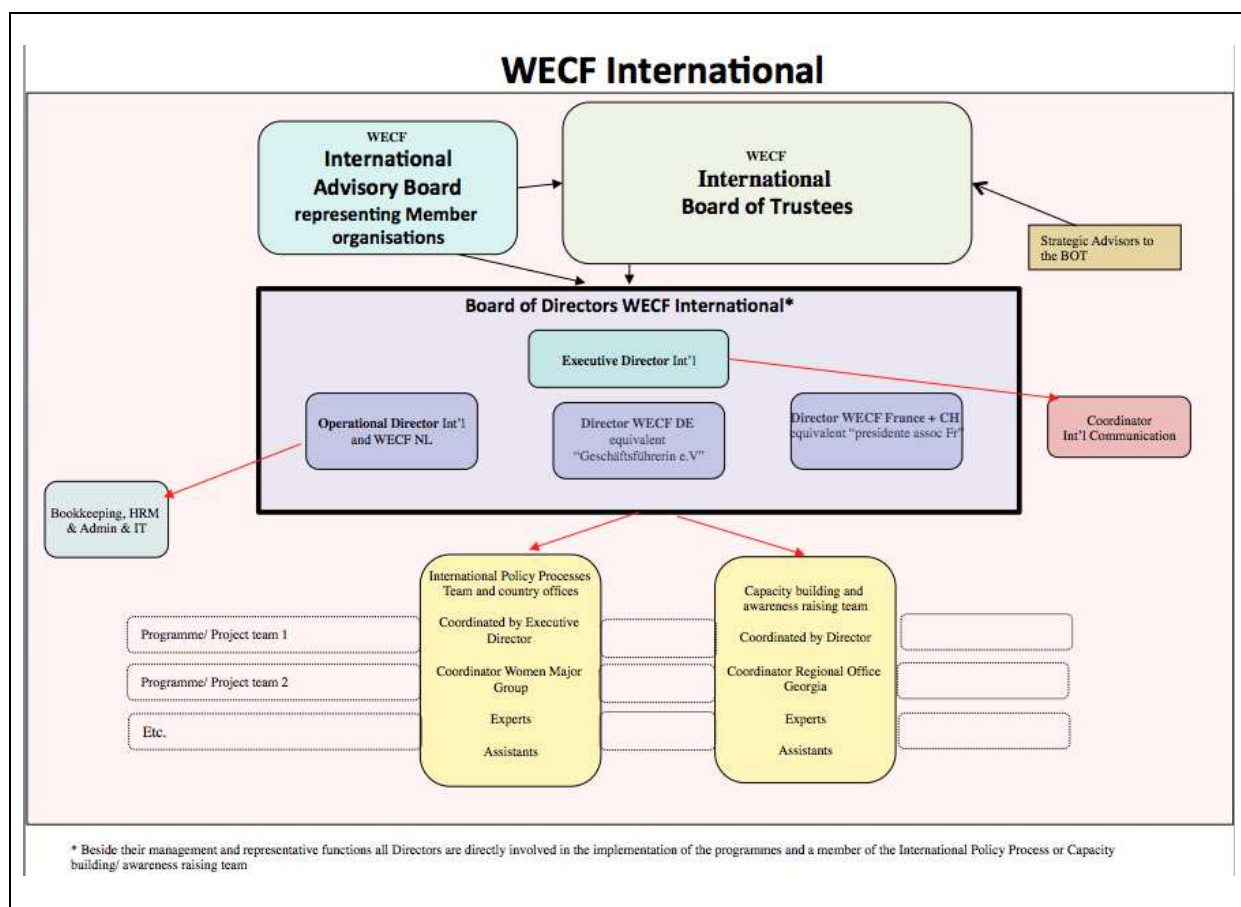 WECF International
WECF
International
Advisory Board
representing Member
organisations
WECF
International
Board of Trustees
Strategic Advisors to
the BOT
Board of Directors WECF International*
Executive Director Int'l
Operational Director Int'l
and WECF NL
Director WECF DE
equivalent
"Geschäftsführerin e.V"
Director WECF France + CH
equivalent "presidente assoc Fr"
Coordinator
Int'l Communication
Bookkeeping, HRM
& Admin & IT
International Policy Processes
Team and country offices
Coordinated by Executive
Director
Coordinator Women Major
Group
Experts
Assistants
Capacity building and
awareness raising team
Coordinated by Director
Coordinator Regional Office
Georgia
Experts
Assistants
Programme/ Project team 1
Programme/ Project team 2
Etc.
* Beside their management and representative functions all Directors are directly involved in the implementation of the programmes and a member of the International Policy Process or Capacity
building/ awareness raising team